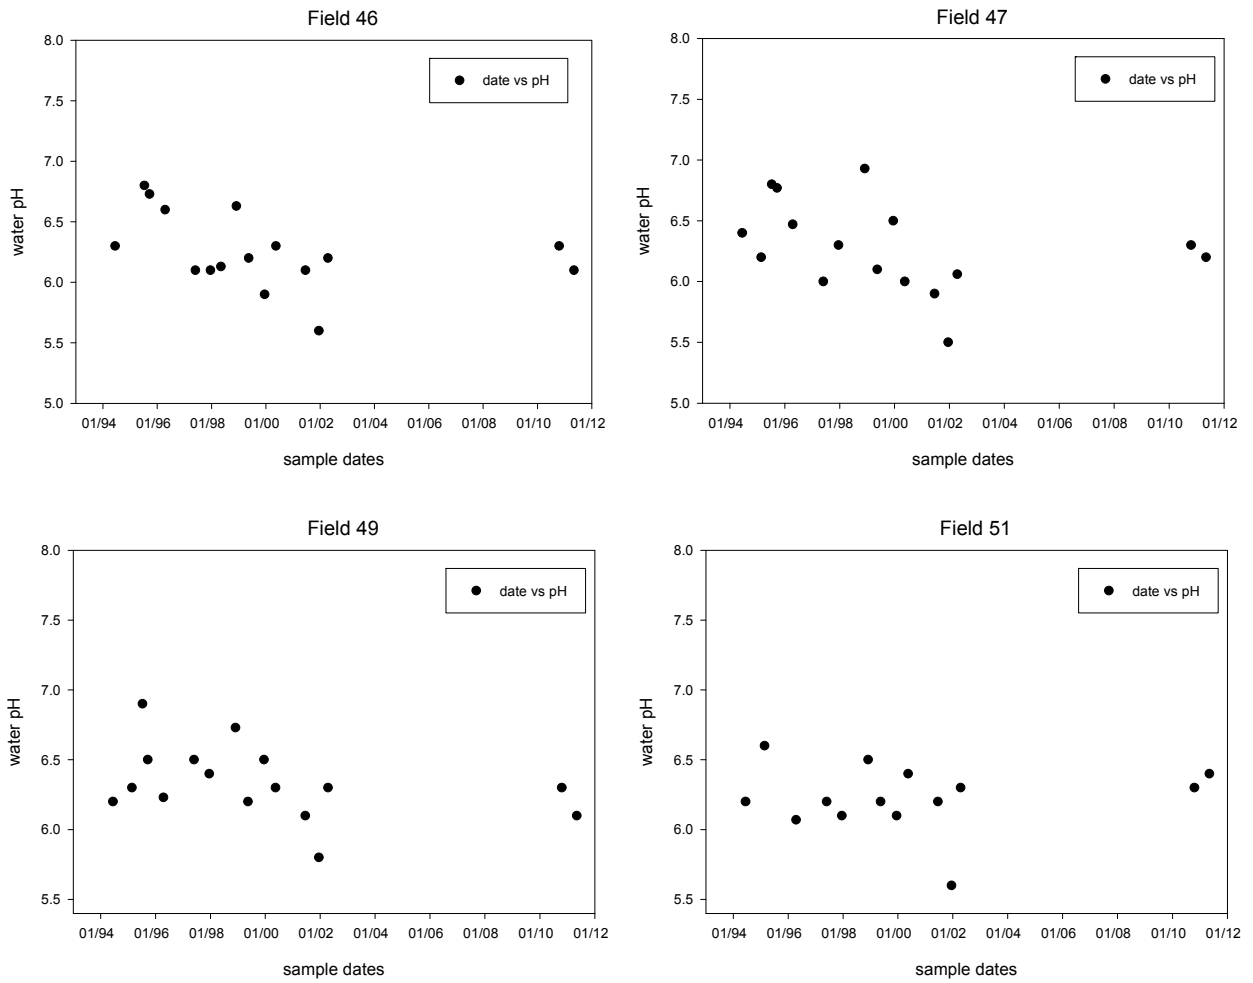 Field 46
8.0
7.5
7.0
6.5
6.0
5.5
5.0
water pH
date vs pH
01/94 01/96 01/98 01/00 01/02 01/04 01/06 01/08 01/10 01/12
sample dates
Field 47
8.0
7.5
7.0
6.5
6.0
5.5
5.0
water pH
date vs pH
01/94 01/96 01/98 01/00 01/02 01/04 01/06 01/08 01/10 01/12
sample dates
Field 49
8.0
7.5
7.0
6.5
6.0
5.5
water pH
date vs pH
01/94 01/96 01/98 01/00 01/02 01/04 01/06 01/08 01/10 01/12
sample dates
Field 51
8.0
7.5
7.0
6.5
6.0
5.5
water pH
date vs pH
01/94 01/96 01/98 01/00 01/02 01/04 01/06 01/08 01/10 01/12
sample dates